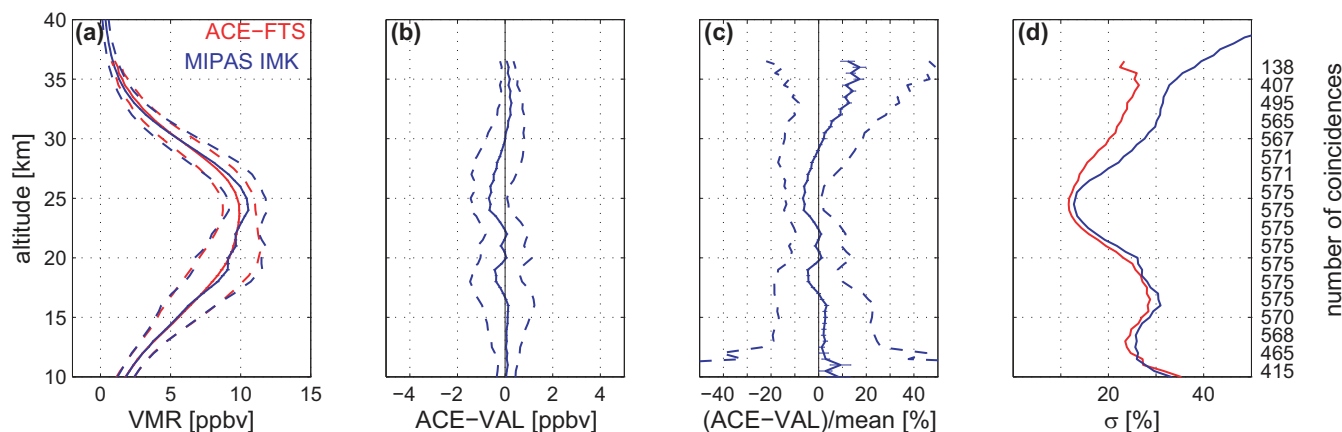 (a) ACE−FTS
MIPAS IMK
(b)
(c)
(d)
altitude [km]
40
35
30
25
20
15
10
0 5 10 15
VMR [ppbv]
−4 −2 0 2 4
ACE−VAL [ppbv]
−40 −20 0 20 40
(ACE−VAL)/mean [%]
20 40
σ [%]
138
407
495
565
567
571
571
575
575
575
575
575
575
570
568
465
415
number of coincidences